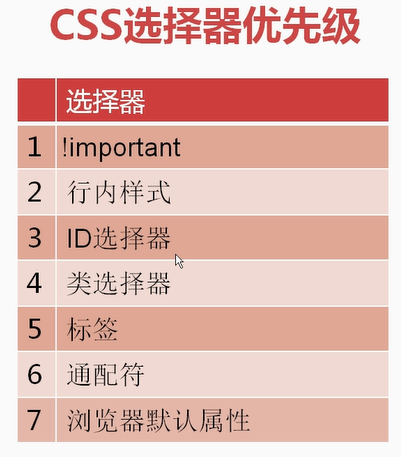 CSS选择器优先级
选择器
1 !important
2 行内样式
3 ID选择器
4 类选择器
5 标签
6 通配符
7 浏览器默认属性